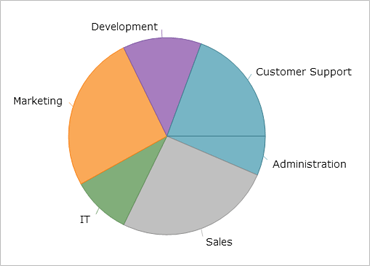 Development
Customer Support
Marketing
Administration
IT
Sales